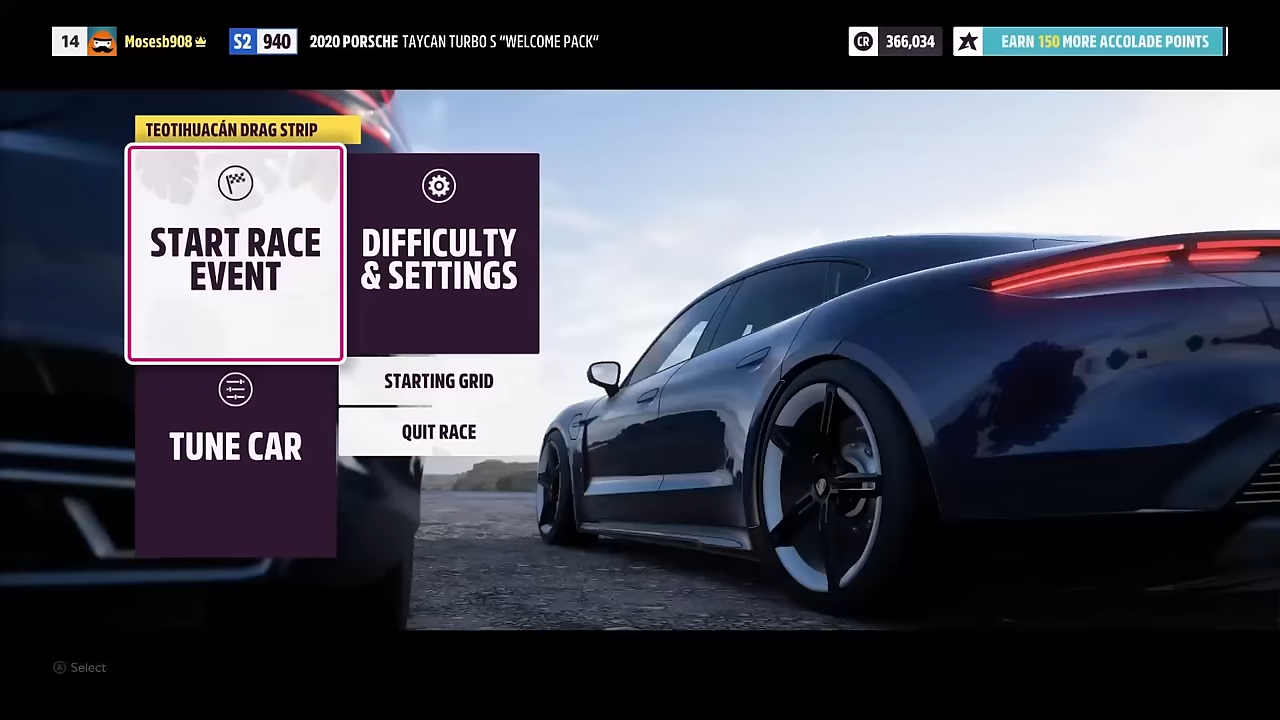 14 Mosesb908 S2 940 2020 PORSCHE TAYCAN TURBO S "WELCOME PACK" CR 366,034 EARN 150 MORE ACCOLADE POINTS
TEOTIHUACÁN DRAG STRIP
START RACE
EVENT
DIFFICULTY
& SETTINGS
STARTING GRID
QUIT RACE
TUNE CAR
A Select